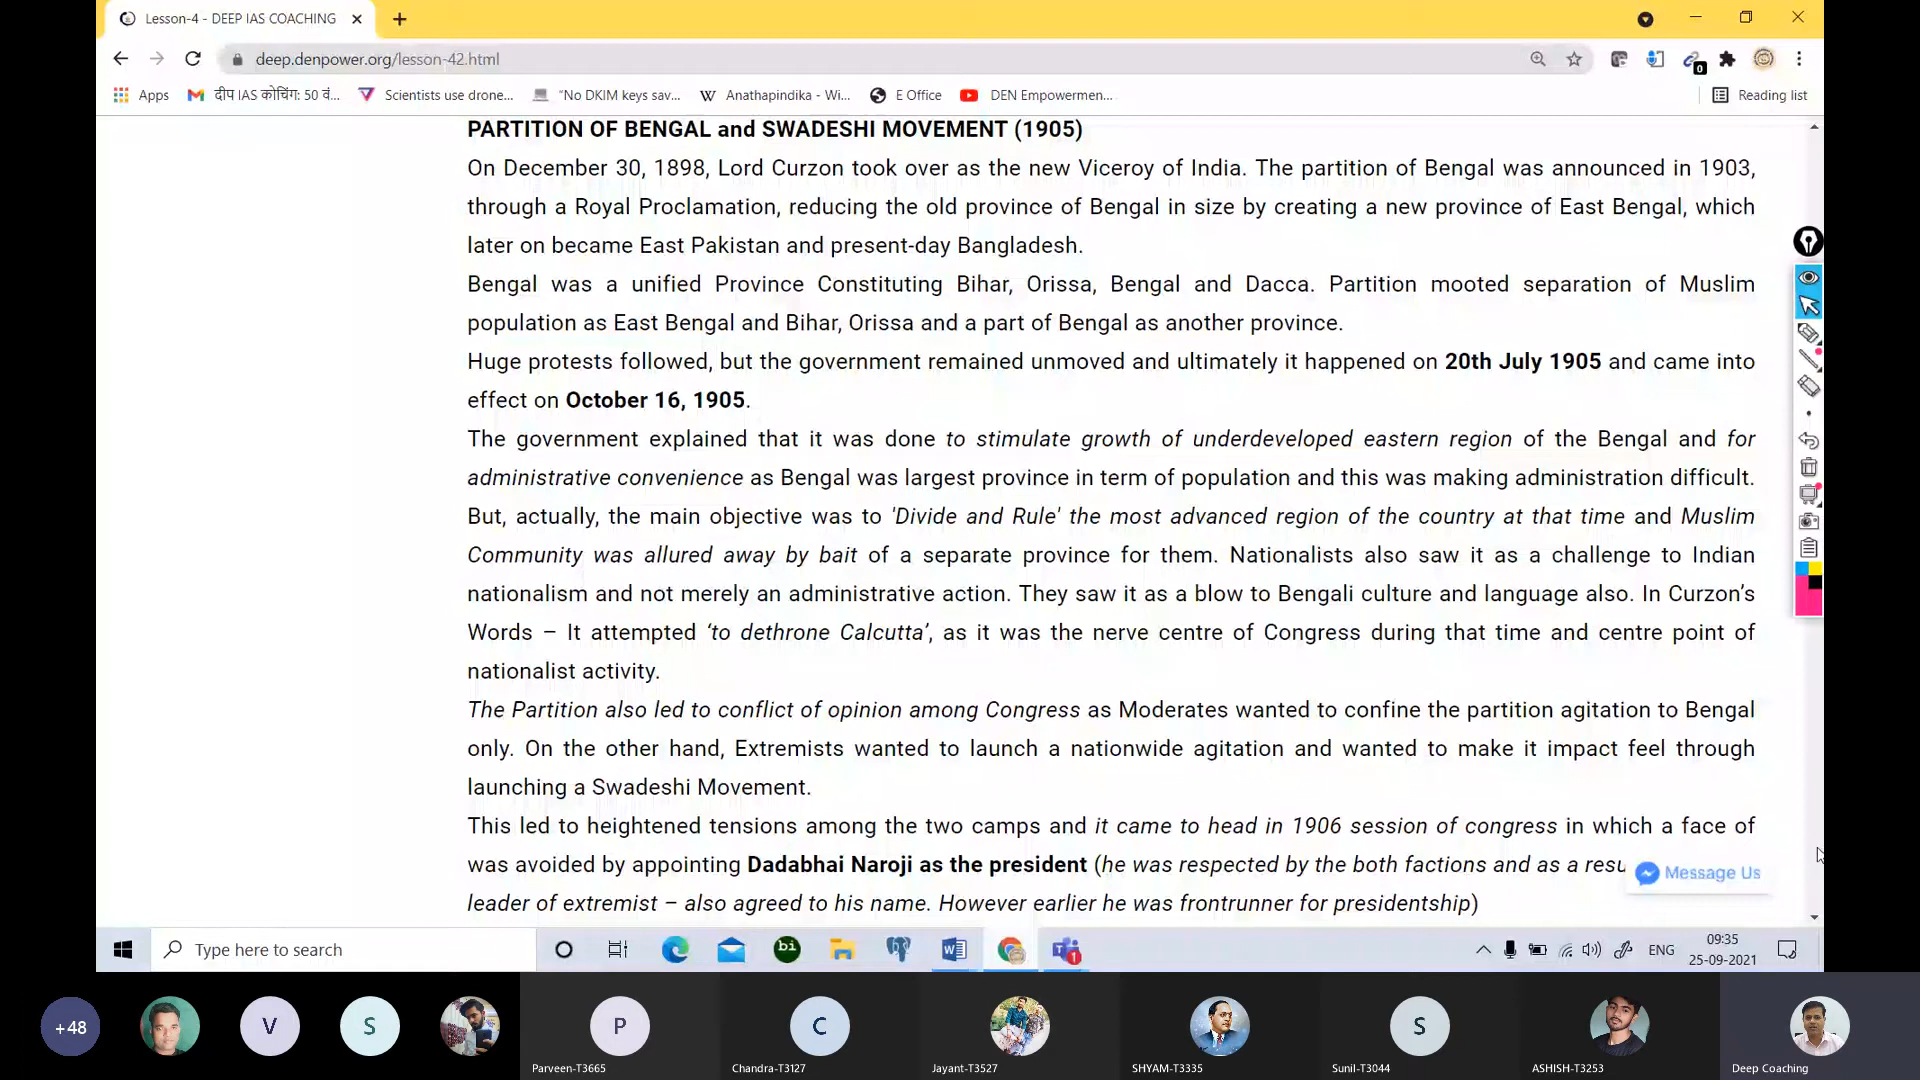 Lesson-4 - DEEP IAS COACHING
deep.denpower.org/lesson-42.html
0
Apps
दीप IAS कोचिंग: 50 वं...
Scientists use drone...
"No DKIM keys sav...
W Anathapindika - Wi...
E Office
DEN Empowermen...
Reading list
PARTITION OF BENGAL and SWADESHI MOVEMENT (1905)
On December 30, 1898, Lord Curzon took over as the new Viceroy of India. The partition of Bengal was announced in 1903,
through a Royal Proclamation, reducing the old province of Bengal in size by creating a new province of East Bengal, which
later on became East Pakistan and present-day Bangladesh.
Bengal was a unified Province Constituting Bihar, Orissa, Bengal and Dacca. Partition mooted separation of Muslim
population as East Bengal and Bihar, Orissa and a part of Bengal as another province.
Huge protests followed, but the government remained unmoved and ultimately it happened on 20th July 1905 and came into
effect on October 16, 1905.
The government explained that it was done to stimulate growth of underdeveloped eastern region of the Bengal and for
administrative convenience as Bengal was largest province in term of population and this was making administration difficult.
But, actually, the main objective was to 'Divide and Rule' the most advanced region of the country at that time and Muslim
Community was allured away by bait of a separate province for them. Nationalists also saw it as a challenge to Indian
nationalism and not merely an administrative action. They saw it as a blow to Bengali culture and language also. In Curzon’s
Words – It attempted ‘to dethrone Calcutta’, as it was the nerve centre of Congress during that time and centre point of
nationalist activity.
The Partition also led to conflict of opinion among Congress as Moderates wanted to confine the partition agitation to Bengal
only. On the other hand, Extremists wanted to launch a nationwide agitation and wanted to make it impact feel through
launching a Swadeshi Movement.
This led to heightened tensions among the two camps and it came to head in 1906 session of congress in which a face of
was avoided by appointing Dadabhai Naroji as the president (he was respected by the both factions and as a
leader of extremist – also agreed to his name. However earlier he was frontrunner for presidentship)
Message Us
Type here to search
bi
1
ENG
09:35
25-09-2021
+48
V
S
P
C
S
Parveen-T3665
Chandra-T3127
Jayant-T3527
SHYAM-T3335
Sunil-T3044
ASHISH-T3253
Deep Coaching